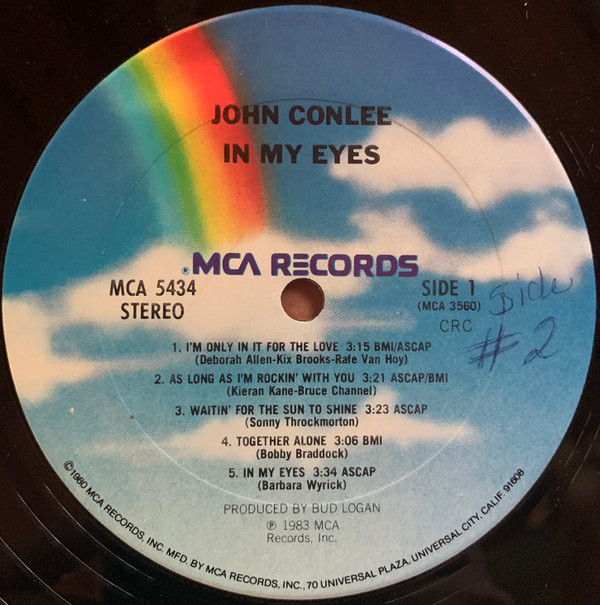 JOHN CONLEE
IN MY EYES
℗ MCA RECORDS
MCA 5434
STEREO
SIDE 1
(MCA 3560)
CRC
Side
#2
1. I'M ONLY IN IT FOR THE LOVE 3:15 BMI/ASCAP
(Deborah Allen-Kix Brooks-Rafe Van Hoy)
2. AS LONG AS I'M ROCKIN' WITH YOU 3:21 ASCAP/BMI
(Kieran Kane-Bruce Channel)
3. WAITIN' FOR THE SUN TO SHINE 3:23 ASCAP
(Sonny Throckmorton)
4. TOGETHER ALONE 3:06 BMI
(Bobby Braddock)
5. IN MY EYES 3:34 ASCAP
(Barbara Wyrick)
PRODUCED BY BUD LOGAN
℗ 1983 MCA
Records, Inc.
©1980 MCA RECORDS, INC. MFD. BY MCA RECORDS, INC., 70 UNIVERSAL PLAZA, UNIVERSAL CITY, CALIF. 91608